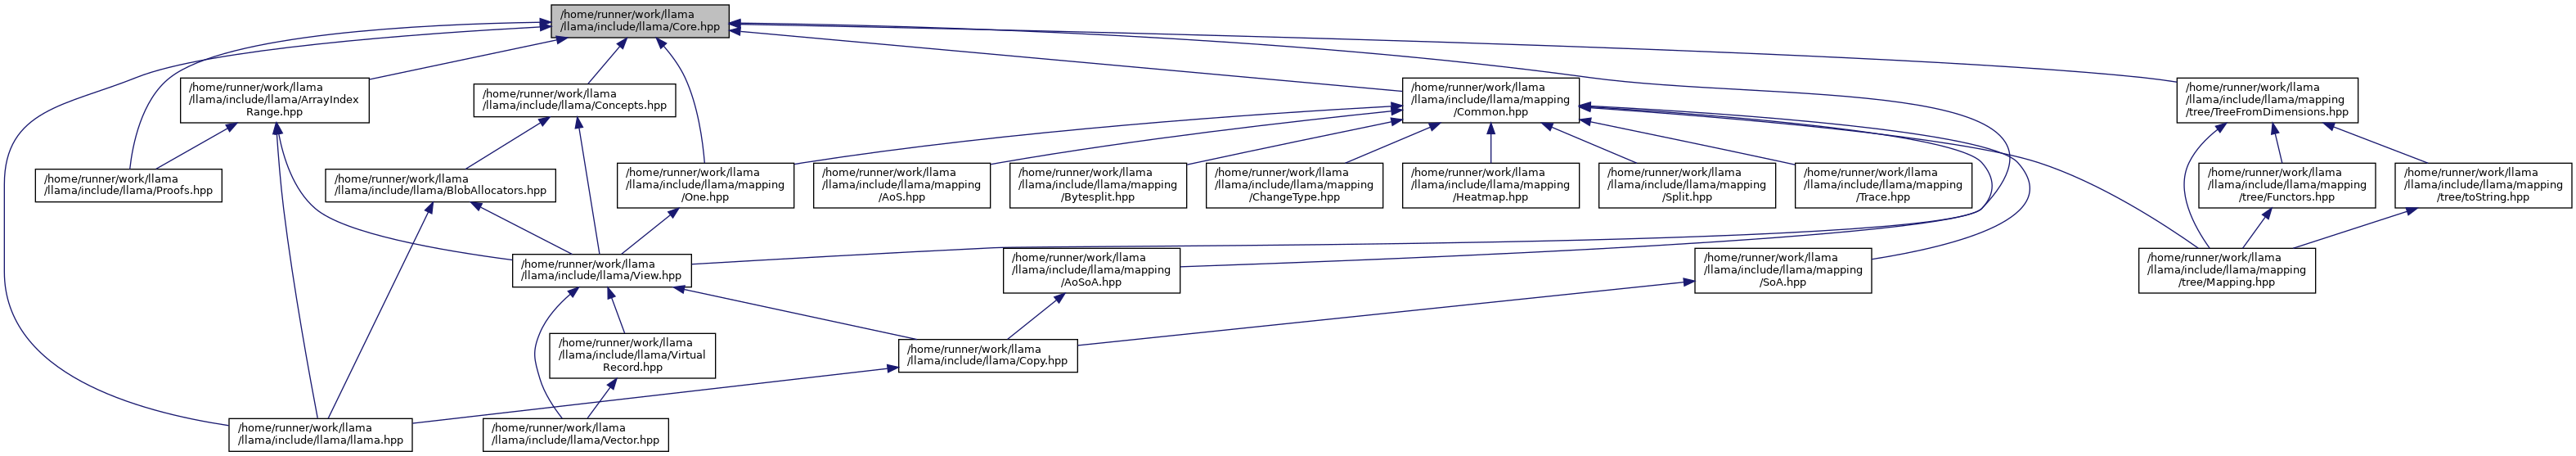 /home/runner/work/llama
/llama/include/llama/Core.hpp
/home/runner/work/llama
/llama/include/llama/ArrayIndex
Range.hpp
/home/runner/work/llama
/llama/include/llama/Concepts.hpp
/home/runner/work/llama
/llama/include/llama/mapping
/Common.hpp
/home/runner/work/llama
/llama/include/llama/mapping
/tree/TreeFromDimensions.hpp
/home/runner/work/llama
/llama/include/llama/Proofs.hpp
/home/runner/work/llama
/llama/include/llama/BlobAllocators.hpp
/home/runner/work/llama
/llama/include/llama/mapping
/One.hpp
/home/runner/work/llama
/llama/include/llama/mapping
/AoS.hpp
/home/runner/work/llama
/llama/include/llama/mapping
/Bytesplit.hpp
/home/runner/work/llama
/llama/include/llama/mapping
/ChangeType.hpp
/home/runner/work/llama
/llama/include/llama/mapping
/Heatmap.hpp
/home/runner/work/llama
/llama/include/llama/mapping
/Split.hpp
/home/runner/work/llama
/llama/include/llama/mapping
/Trace.hpp
/home/runner/work/llama
/llama/include/llama/mapping
/tree/Functors.hpp
/home/runner/work/llama
/llama/include/llama/mapping
/tree/toString.hpp
/home/runner/work/llama
/llama/include/llama/View.hpp
/home/runner/work/llama
/llama/include/llama/mapping
/AoSoA.hpp
/home/runner/work/llama
/llama/include/llama/mapping
/SoA.hpp
/home/runner/work/llama
/llama/include/llama/mapping
/tree/Mapping.hpp
/home/runner/work/llama
/llama/include/llama/Virtual
Record.hpp
/home/runner/work/llama
/llama/include/llama/Copy.hpp
/home/runner/work/llama
/llama/include/llama/llama.hpp
/home/runner/work/llama
/llama/include/llama/Vector.hpp